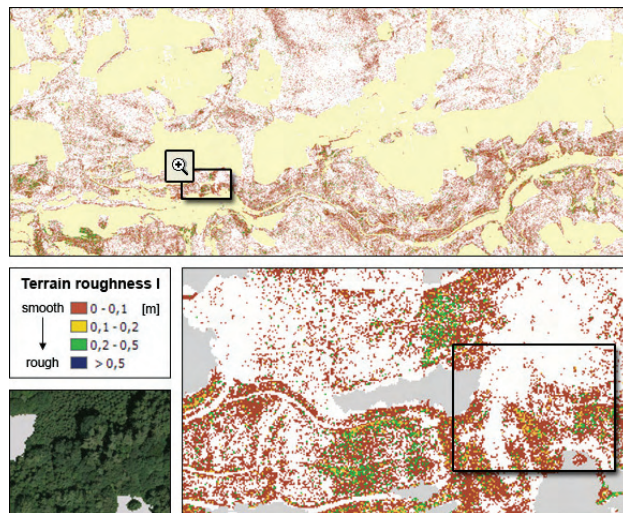 Terrain roughness I
smooth
0 - 0,1 [m]
0,1 - 0,2
0,2 - 0,5
rough
> 0,5